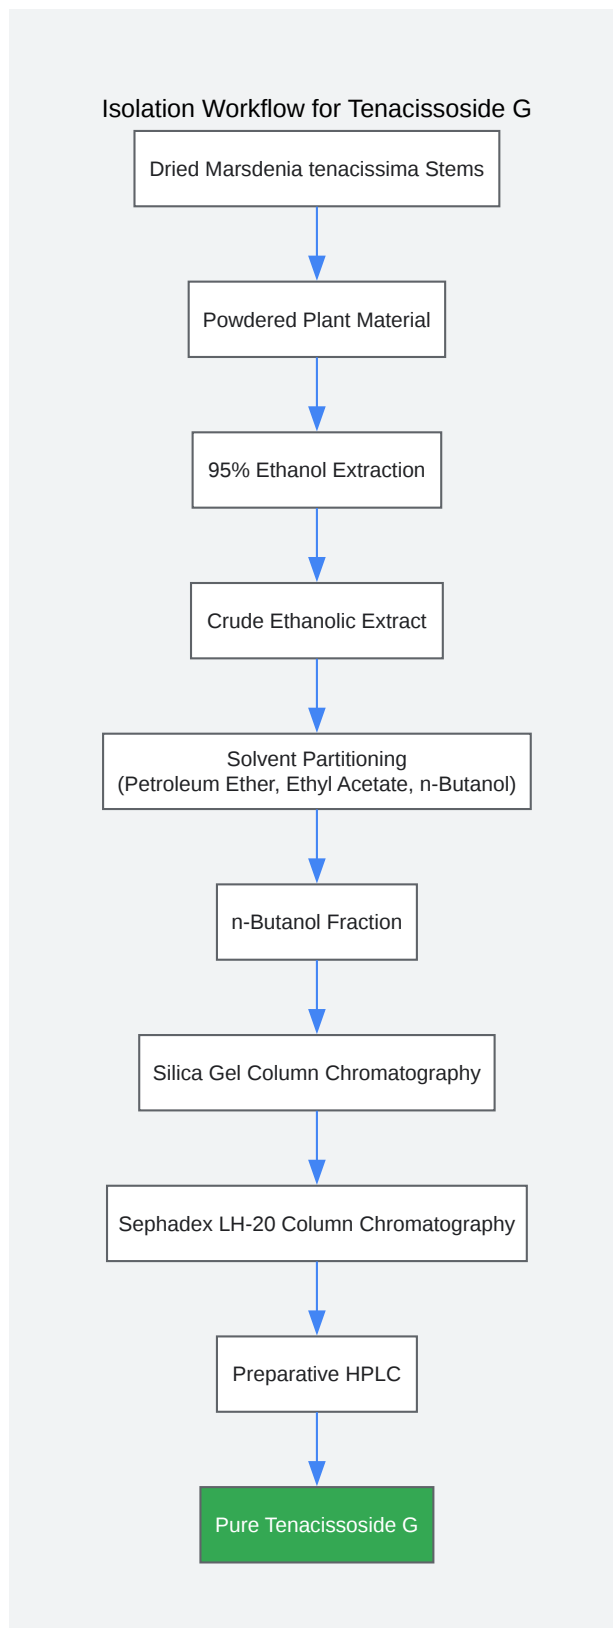 Isolation Workflow for Tenacissoside G
Dried Marsdenia tenacissima Stems
Powdered Plant Material
95% Ethanol Extraction
Crude Ethanolic Extract
Solvent Partitioning
(Petroleum Ether, Ethyl Acetate, n-Butanol)
n-Butanol Fraction
Silica Gel Column Chromatography
Sephadex LH-20 Column Chromatography
Preparative HPLC
Pure Tenacissoside G